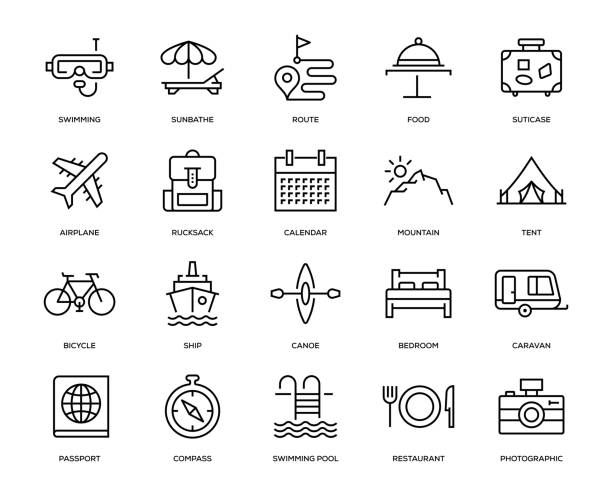 SWIMMING
SUNBATHE
ROUTE
FOOD
SUTICASE
AIRPLANE
RUCKSACK
CALENDAR
MOUNTAIN
TENT
BICYCLE
SHIP
CANOE
BEDROOM
CARAVAN
PASSPORT
COMPASS
SWIMMING POOL
RESTAURANT
PHOTOGRAPHIC